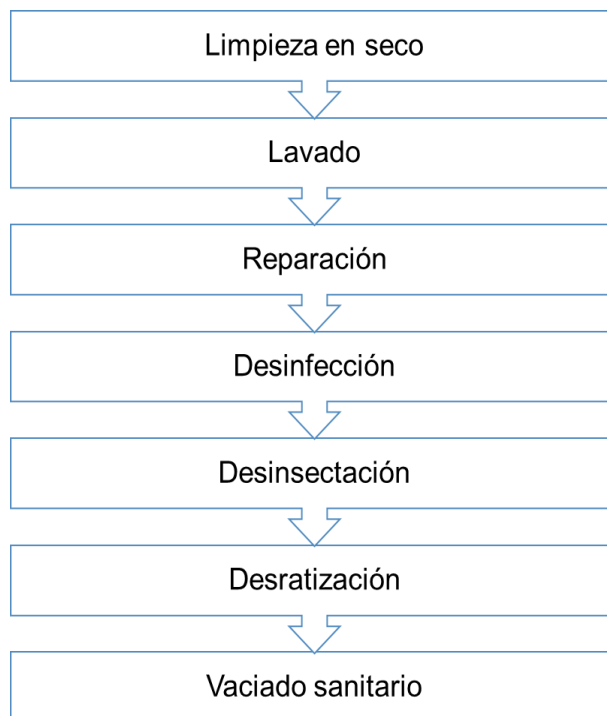 Limpieza en seco
Lavado
Reparación
Desinfección
Desinsectación
Desratización
Vaciado sanitario